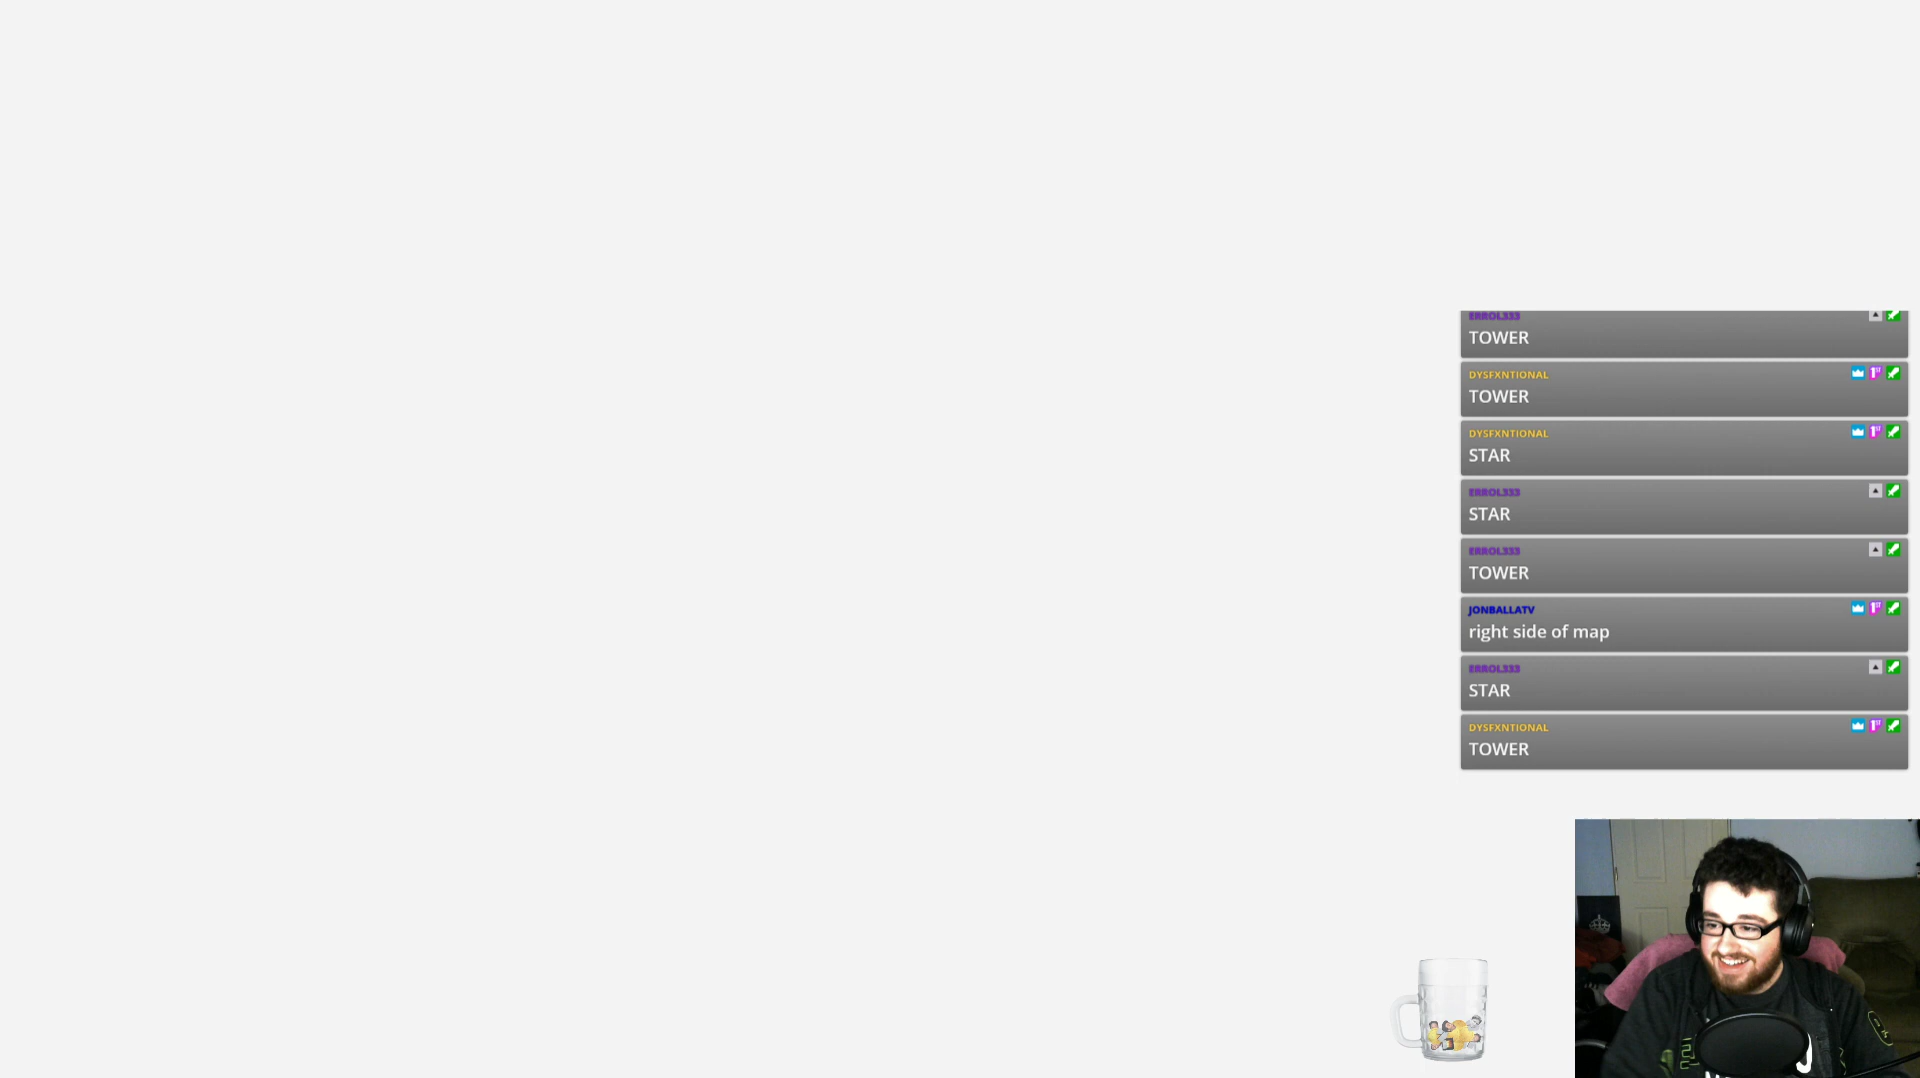 ERROL333
TOWER
DYSFXNTIONAL
TOWER
DYSFXNTIONAL
STAR
ERROL333
STAR
ERROL333
TOWER
JONBALLATV
right side of map
ERROL333
STAR
DYSFXNTIONAL
TOWER